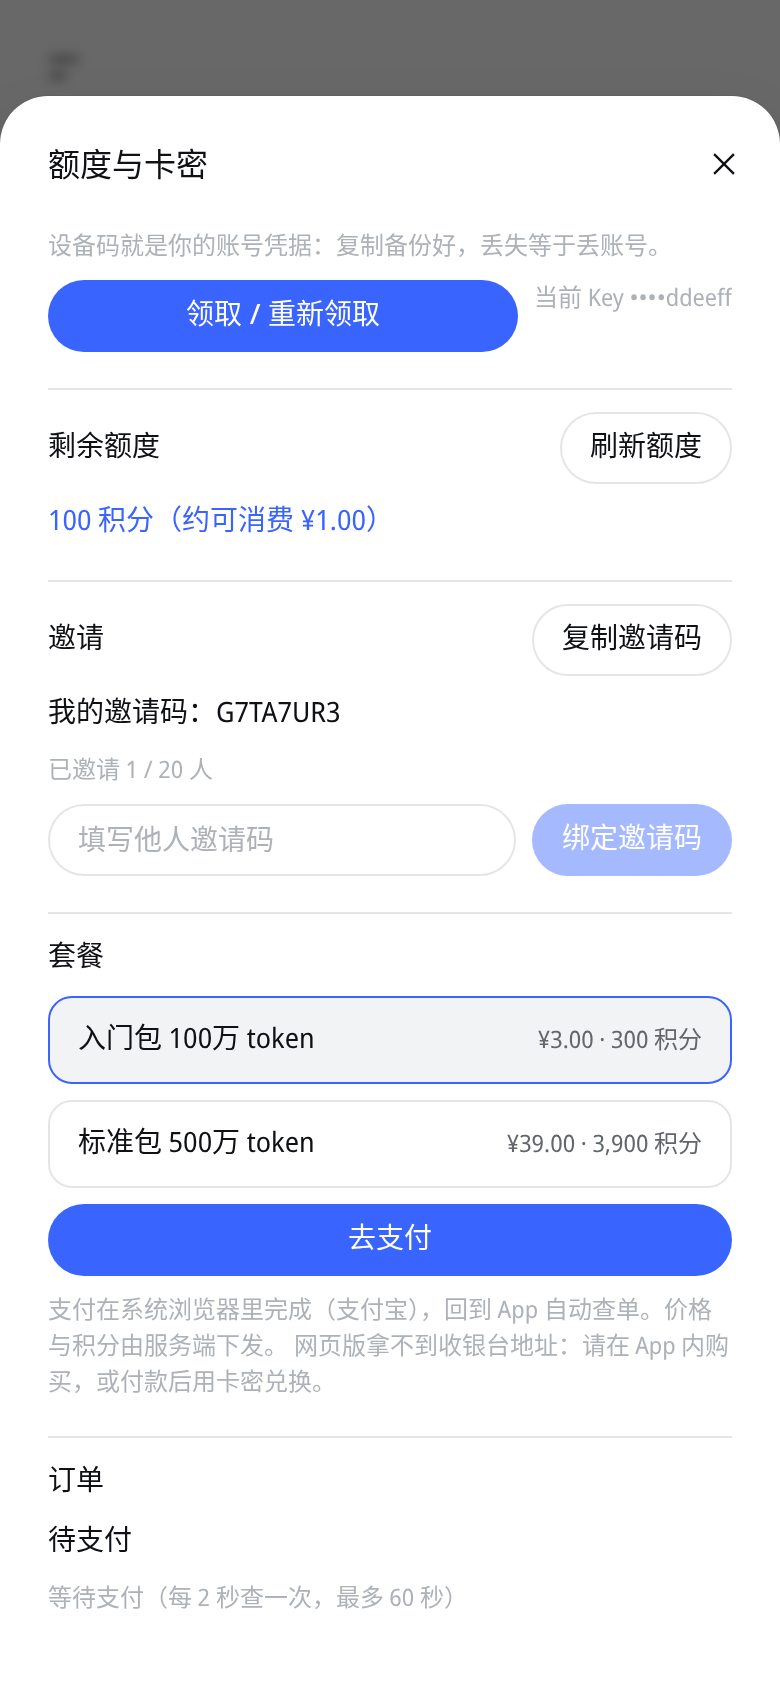 额度与卡密
设备码就是你的账号凭据：复制备份好，丢失等于丢账号。
领取 / 重新领取
当前 Key ••••ddeeff
剩余额度
刷新额度
100 积分（约可消费 ¥1.00）
邀请
复制邀请码
我的邀请码：G7TA7UR3
已邀请 1 / 20 人
填写他人邀请码
绑定邀请码
套餐
入门包 100万 token
¥3.00 · 300 积分
标准包 500万 token
¥39.00 · 3,900 积分
去支付
支付在系统浏览器里完成（支付宝），回到 App 自动查单。价格
与积分由服务端下发。 网页版拿不到收银台地址：请在 App 内购
买，或付款后用卡密兑换。
订单
待支付
等待支付（每 2 秒查一次，最多 60 秒）